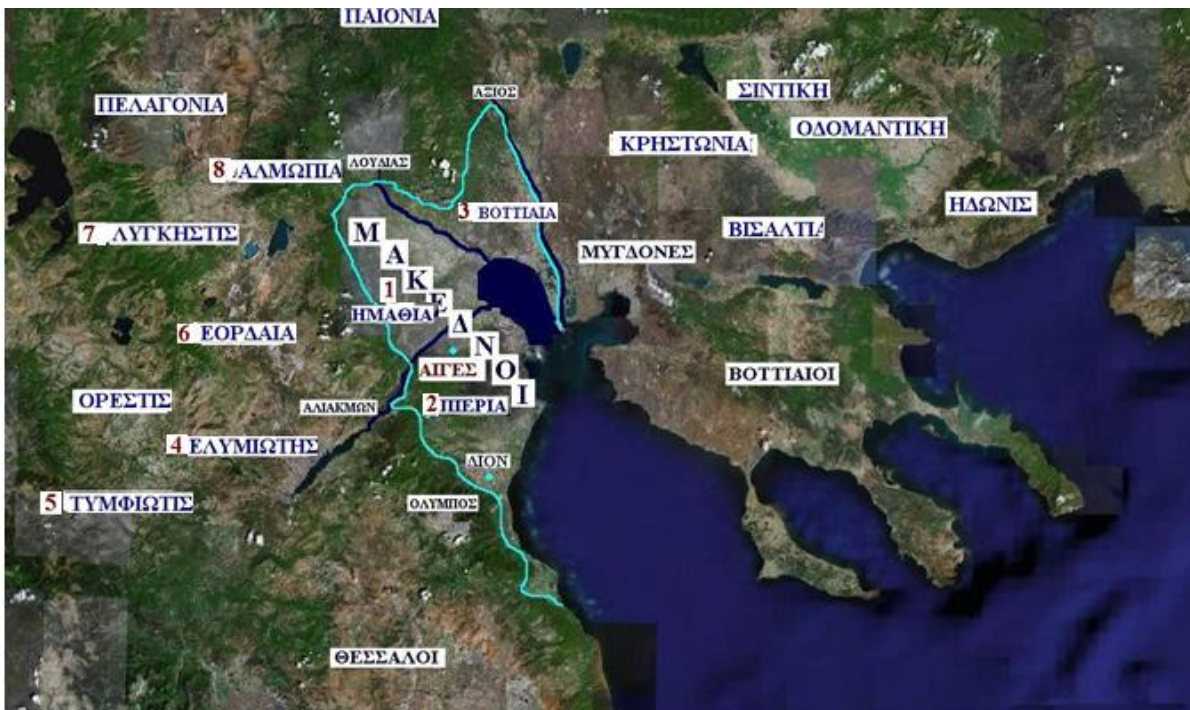 ΠΑΙΟΝΙΑ
ΠΕΛΑΓΟΝΙΑ
ΑΞΙΟΣ
ΣΙΝΤΙΚΗ
ΟΔΟΜΑΝΤΙΚΗ
ΚΡΗΣΤΩΝΙΑ
8 ΑΛΜΩΠΙΑ
ΛΟΥΔΙΑΣ
ΗΔΩΝΙΣ
3 ΒΟΤΤΙΑΙΑ
ΒΙΣΑΛΤΙΑ
7 ΛΥΓΚΗΣΤΙΣ
ΜΥΓΔΟΝΕΣ
ΜΑΚΕΔΝΟΙ
1
ΗΜΑΘΙΑ
6 ΕΟΡΔΑΙΑ
ΑΙΓΕΣ
ΒΟΤΤΙΑΙΟΙ
ΟΡΕΣΤΙΣ
ΑΛΙΑΚΜΩΝ
2 ΠΙΕΡΙΑ
4 ΕΛΥΜΙΩΤΗΣ
ΔΙΟΝ
5 ΤΥΜΦΙΩΤΙΣ
ΟΛΥΜΠΟΣ
ΘΕΣΣΑΛΟΙ